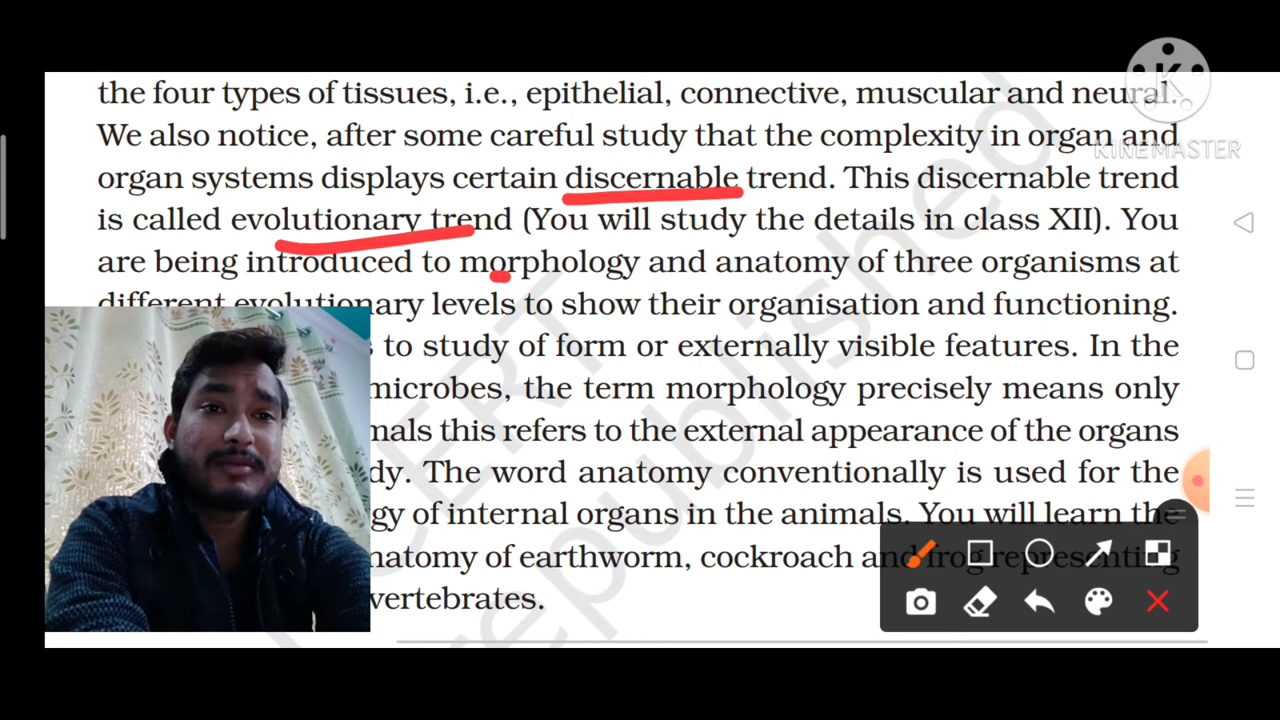 the four types of tissues, i.e., epithelial, connective, muscular and neural.
We also notice, after some careful study that the complexity in organ and
organ systems displays certain discernable trend. This discernable trend
is called evolutionary trend (You will study the details in class XII). You
are being introduced to morphology and anatomy of three organisms at
different evolutionary levels to show their organisation and functioning.
to study of form or externally visible features. In the
microbes, the term morphology precisely means only
this refers to the external appearance of the organs
The word anatomy conventionally is used for the
of internal organs in the animals. You will learn the
of earthworm, cockroach and frog representing
vertebrates.
KINEMASTER
NCERT
republished